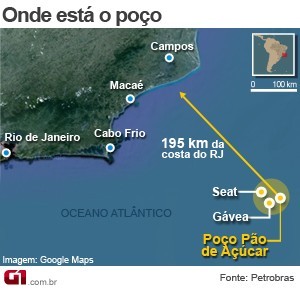 Onde está o poço
Campos
Macaé
0 100 km
Rio de Janeiro
Cabo Frio
195 km da
costa do RJ
Seat
Gávea
OCEANO ATLÂNTICO
Poço Pão
de Açúcar
Imagem: Google Maps
G1.com.br
Fonte: Petrobras